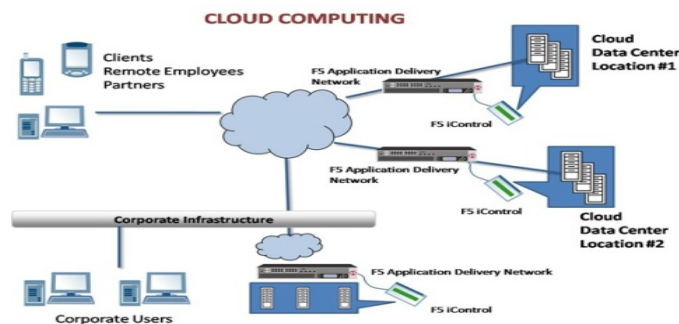 CLOUD COMPUTING
Clients
Remote Employees
Partners
F5 Application Delivery
Network
F5 iControl
Cloud
Data Center
Location #1
F5 Application Delivery
Network
F5 iControl
Cloud
Data Center
Location #2
Corporate Infrastructure
F5 Application Delivery Network
F5 iControl
Corporate Users